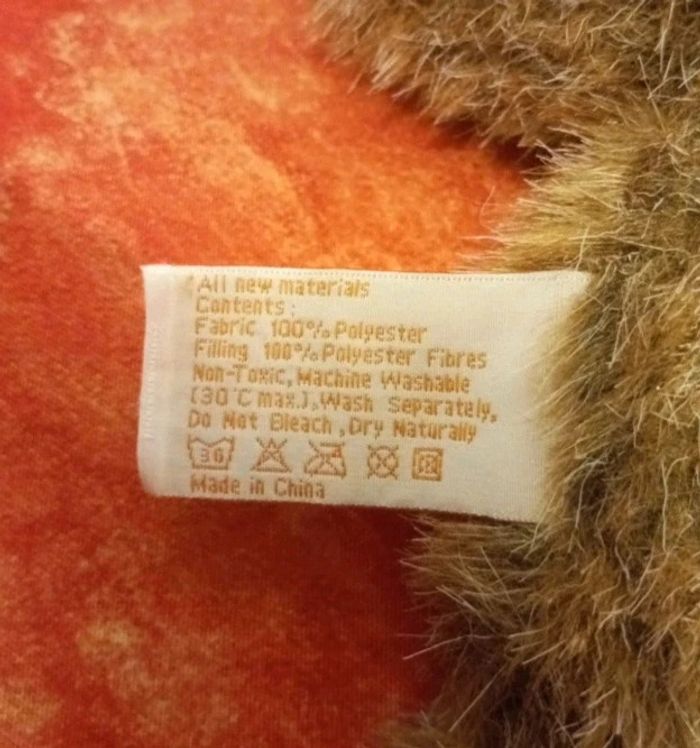 All new materials
Contents:
Fabric 100% Polyester
Filling 100% Polyester Fibres
Non-Toxic, Machine Washable
(30°C max.), Wash Separately,
Do Not Bleach, Dry Naturally
30
Made in China